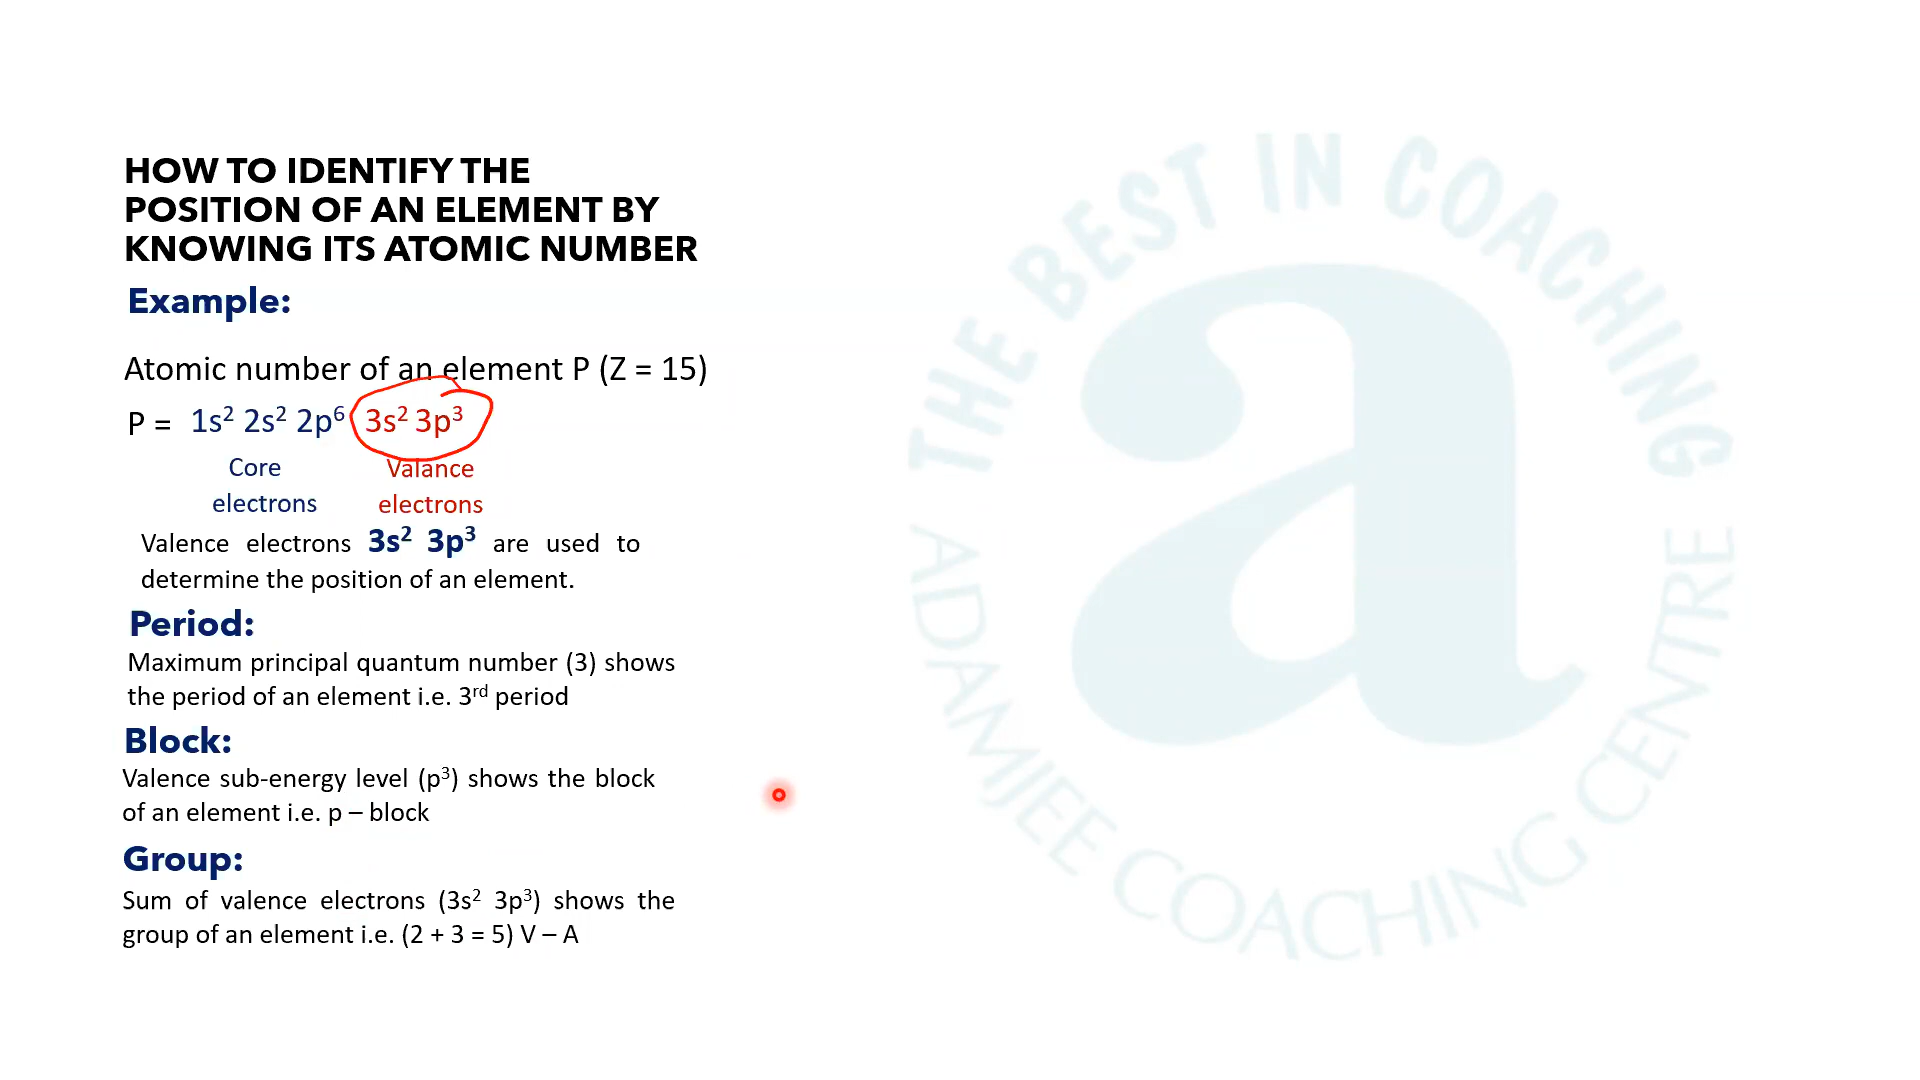 HOW TO IDENTIFY THE
POSITION OF AN ELEMENT BY
KNOWING ITS ATOMIC NUMBER
Example:
Atomic number of an element P (Z = 15)
P = 1s² 2s² 2p⁶ 3s² 3p³
Core Valance
electrons electrons
Valence electrons 3s² 3p³ are used to
determine the position of an element.
Period:
Maximum principal quantum number (3) shows
the period of an element i.e. 3ʳᵈ period
Block:
Valence sub-energy level (p³) shows the block
of an element i.e. p – block
Group:
Sum of valence electrons (3s² 3p³) shows the
group of an element i.e. (2 + 3 = 5) V – A
THE BEST IN COACHING
a
ADAMJEE COACHING CENTRE